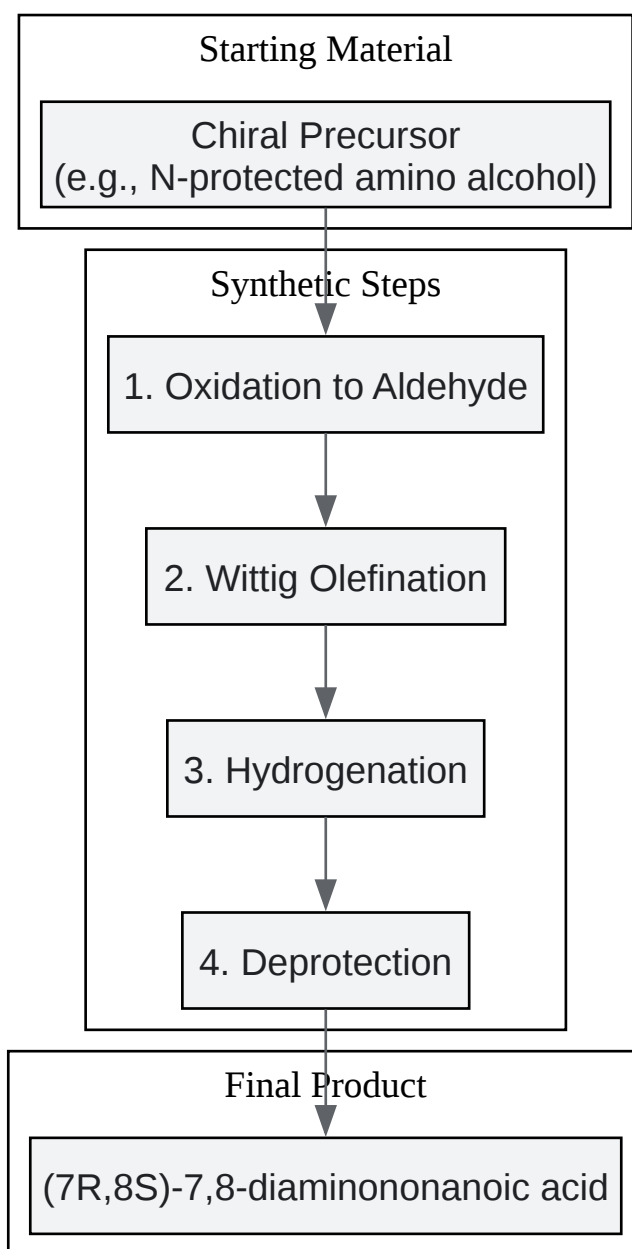 Starting Material
Chiral Precursor
(e.g., N-protected amino alcohol)
Synthetic Steps
1. Oxidation to Aldehyde
2. Wittig Olefination
3. Hydrogenation
4. Deprotection
Final Product
(7R,8S)-7,8-diaminononanoic acid